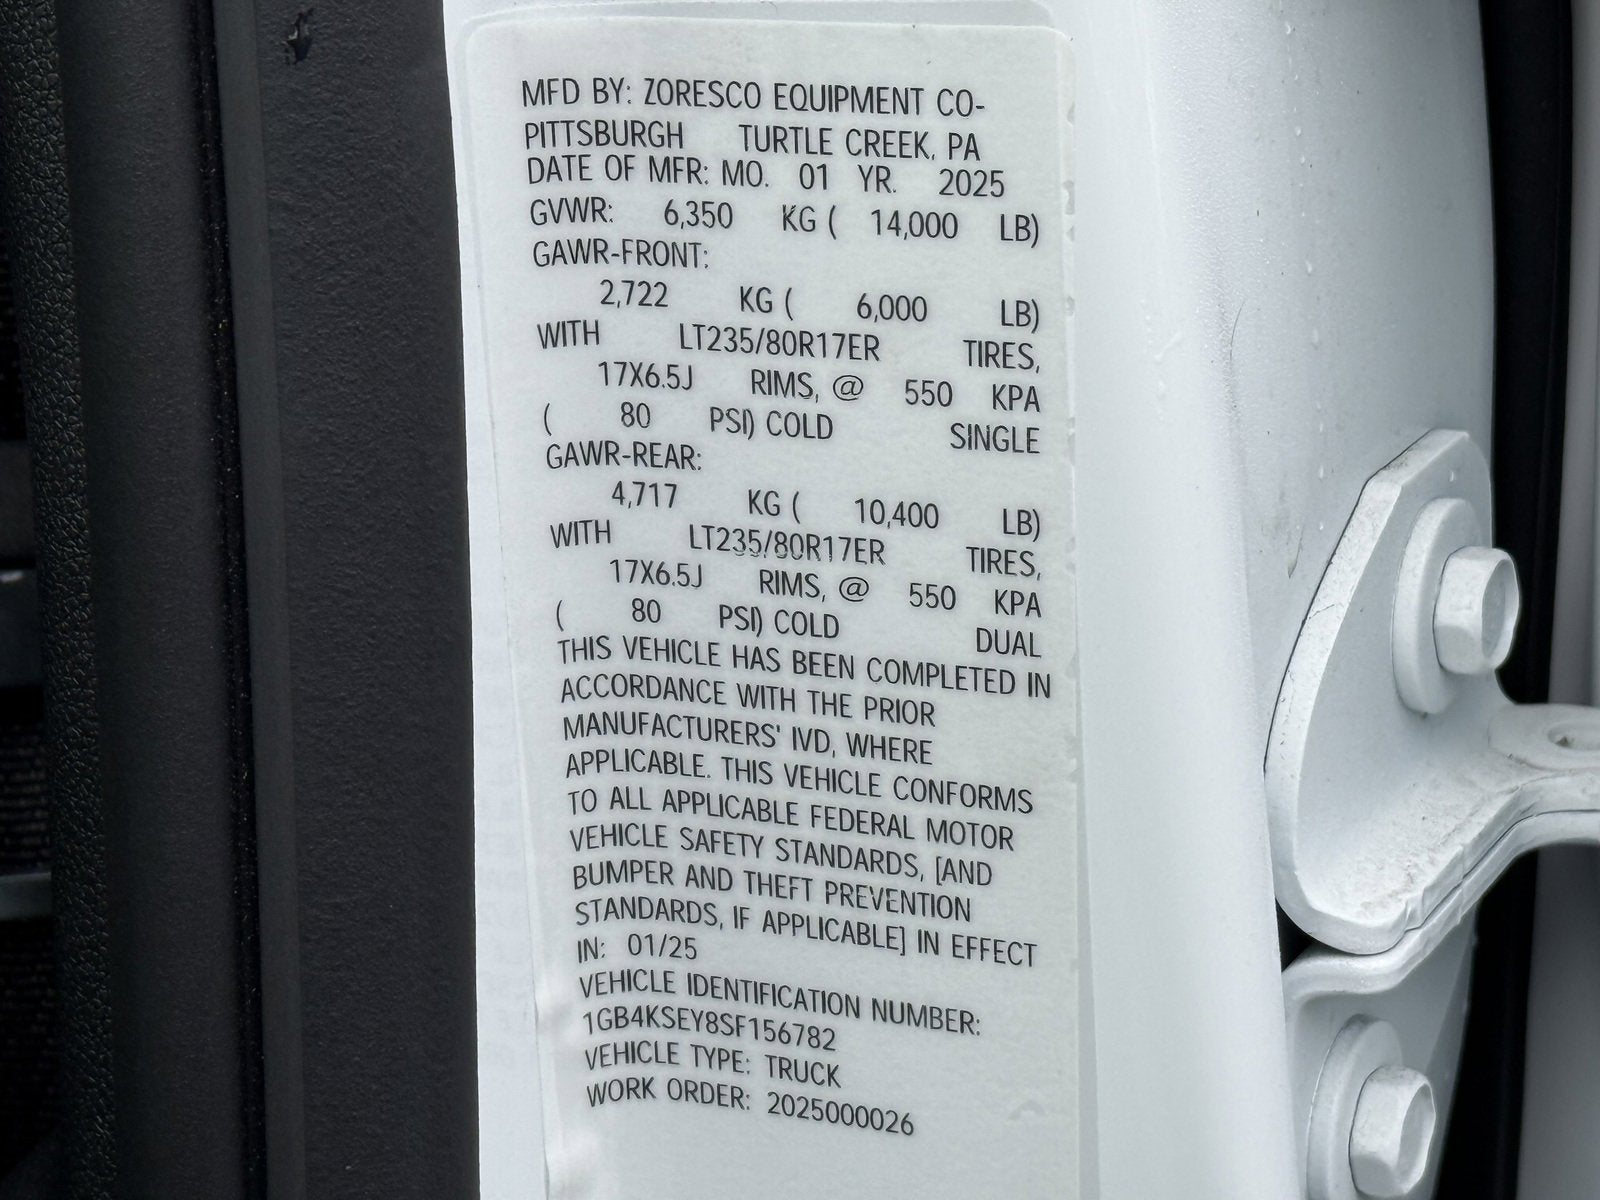 MFD BY: ZORESCO EQUIPMENT CO-
PITTSBURGH TURTLE CREEK, PA
DATE OF MFR: MO. 01 YR. 2025
GVWR: 6,350 KG ( 14,000 LB)
GAWR-FRONT:
2,722 KG ( 6,000 LB)
WITH LT235/80R17ER TIRES,
17X6.5J RIMS, @ 550 KPA
( 80 PSI) COLD SINGLE
GAWR-REAR:
4,717 KG ( 10,400 LB)
WITH LT235/80R17ER TIRES,
17X6.5J RIMS, @ 550 KPA
( 80 PSI) COLD DUAL
THIS VEHICLE HAS BEEN COMPLETED IN
ACCORDANCE WITH THE PRIOR
MANUFACTURERS' IVD, WHERE
APPLICABLE. THIS VEHICLE CONFORMS
TO ALL APPLICABLE FEDERAL MOTOR
VEHICLE SAFETY STANDARDS, [AND
BUMPER AND THEFT PREVENTION
STANDARDS, IF APPLICABLE] IN EFFECT
IN: 01/25
VEHICLE IDENTIFICATION NUMBER:
1GB4KSEY8SF156782
VEHICLE TYPE: TRUCK
WORK ORDER: 2025000026